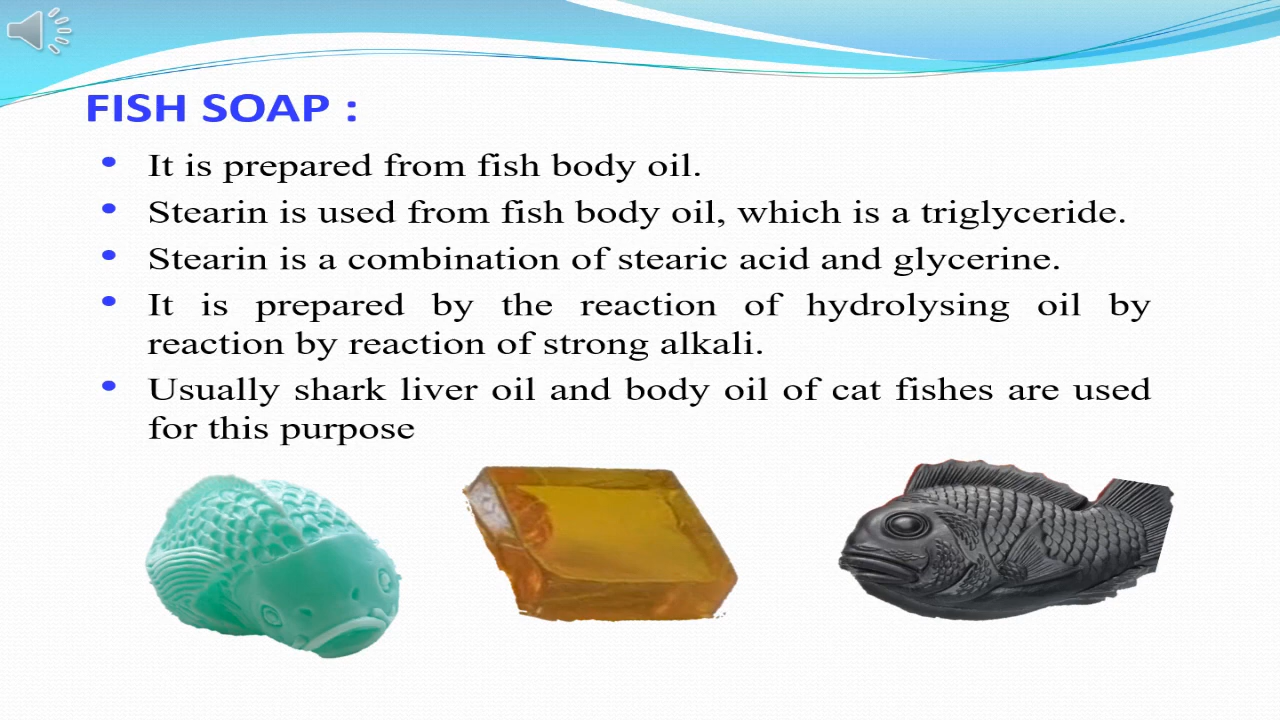 FISH SOAP :
• It is prepared from fish body oil.
• Stearin is used from fish body oil, which is a triglyceride.
• Stearin is a combination of stearic acid and glycerine.
• It is prepared by the reaction of hydrolysing oil by
reaction by reaction of strong alkali.
• Usually shark liver oil and body oil of cat fishes are used
for this purpose